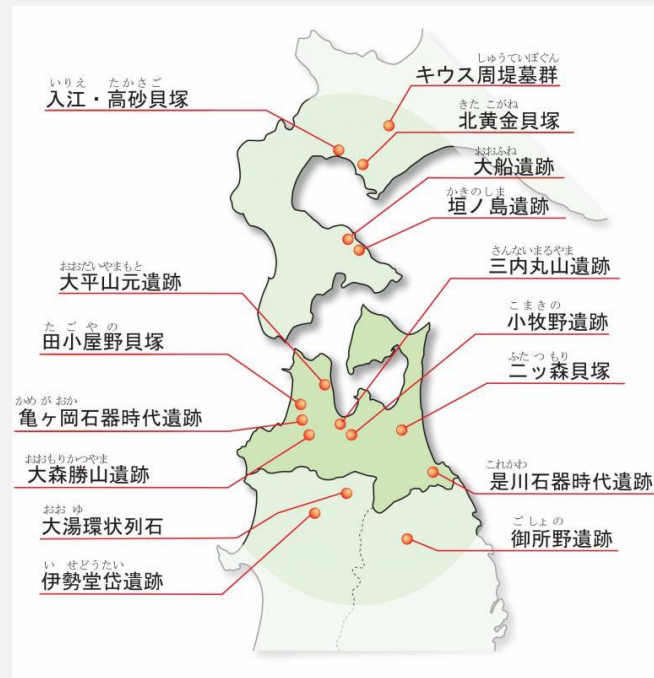 いりえ たかさご
入江・高砂貝塚
しゅうていぼぐん
キウス周堤墓群
きた こがね
北黄金貝塚
おおふね
大船遺跡
かきのしま
垣ノ島遺跡
おおだいやまもと
大平山元遺跡
さんないまるやま
三内丸山遺跡
たごやの
田小屋野貝塚
こまきの
小牧野遺跡
ふたつもり
二ッ森貝塚
かめがおか
亀ヶ岡石器時代遺跡
おおもりかつやま
大森勝山遺跡
これかわ
是川石器時代遺跡
おおゆ
大湯環状列石
ごしょの
御所野遺跡
いせどうたい
伊勢堂岱遺跡